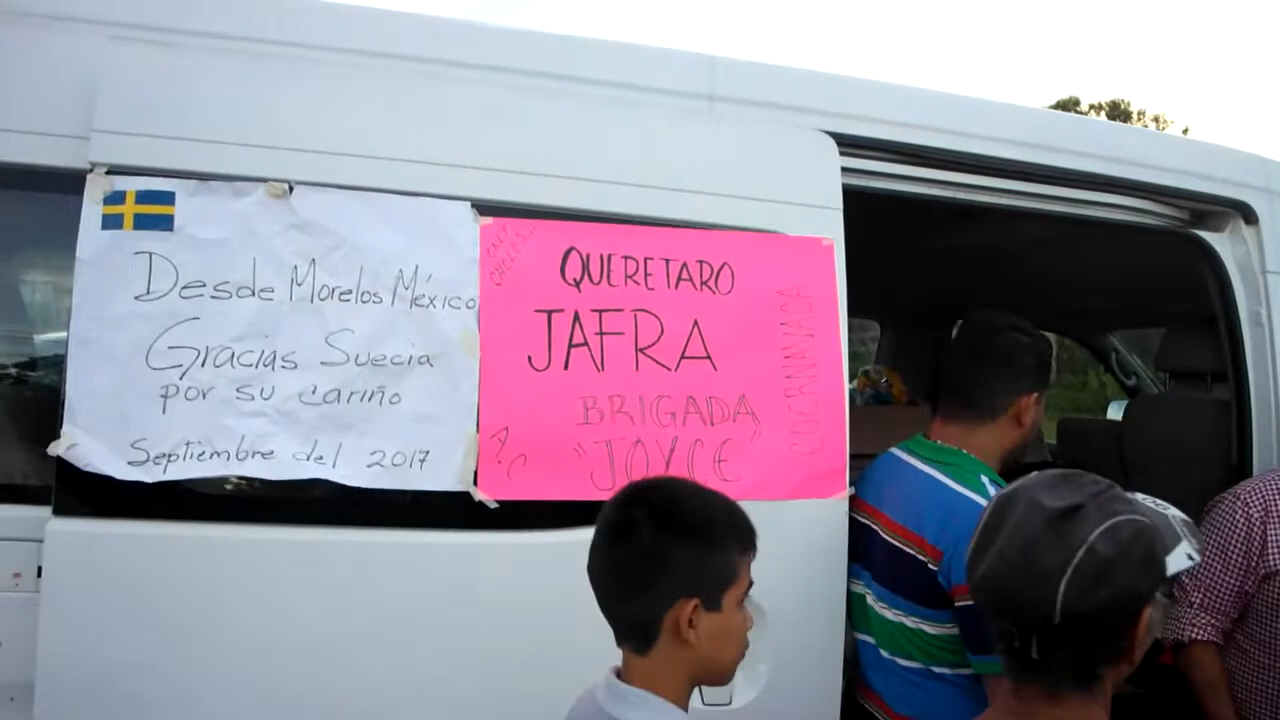 Desde Morelos México
Gracias Suecia
por su cariño
Septiembre del 2017
QUERETARO
JAFRA
BRIGADA
"JOYCE"
CUERNAVACA
A.C